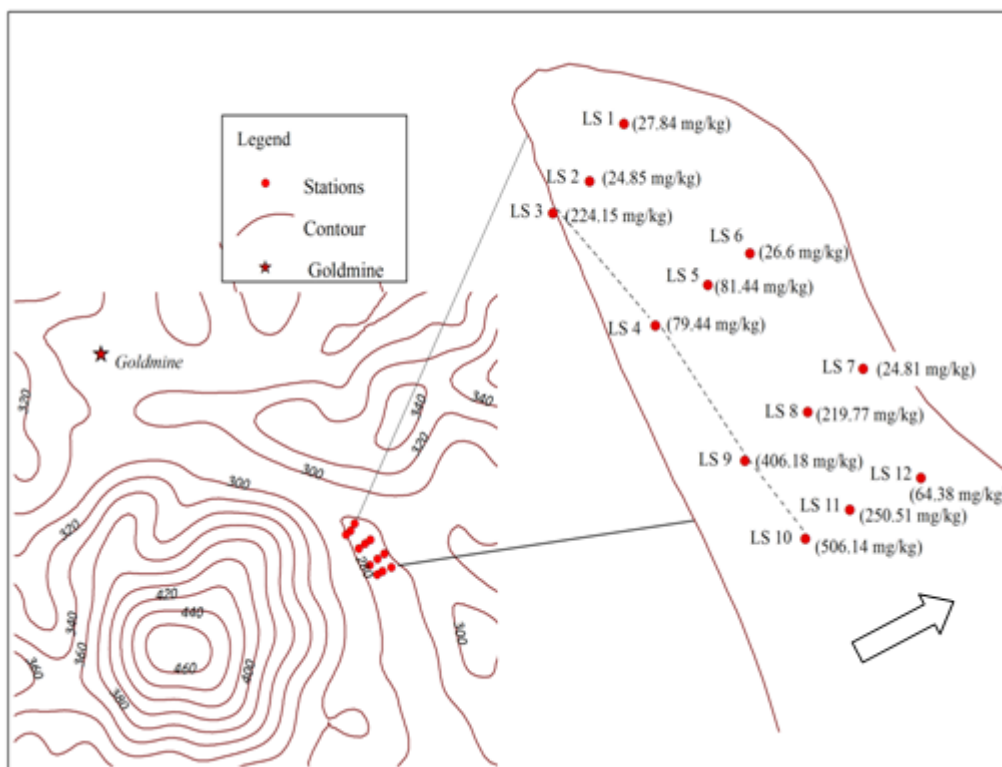 Legend
Stations
Contour
Goldmine
Goldmine
LS 1 (27.84 mg/kg)
LS 2 (24.85 mg/kg)
LS 3 (224.15 mg/kg)
LS 6 (26.6 mg/kg)
LS 5 (81.44 mg/kg)
LS 4 (79.44 mg/kg)
LS 7 (24.81 mg/kg)
LS 8 (219.77 mg/kg)
LS 9 (406.18 mg/kg)
LS 12 (64.38 mg/kg)
LS 11 (250.51 mg/kg)
LS 10 (506.14 mg/kg)
320
340
340
320
300
300
320
280
420
340
440
360
300
460
400
360
380